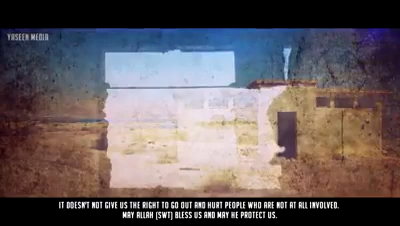 YASEEN MEDIA
IT DOESN'T NOT GIVE US THE RIGHT TO GO OUT AND HURT PEOPLE WHO ARE NOT AT ALL INVOLVED.
MAY ALLAH [SWT] BLESS US AND MAY HE PROTECT US.